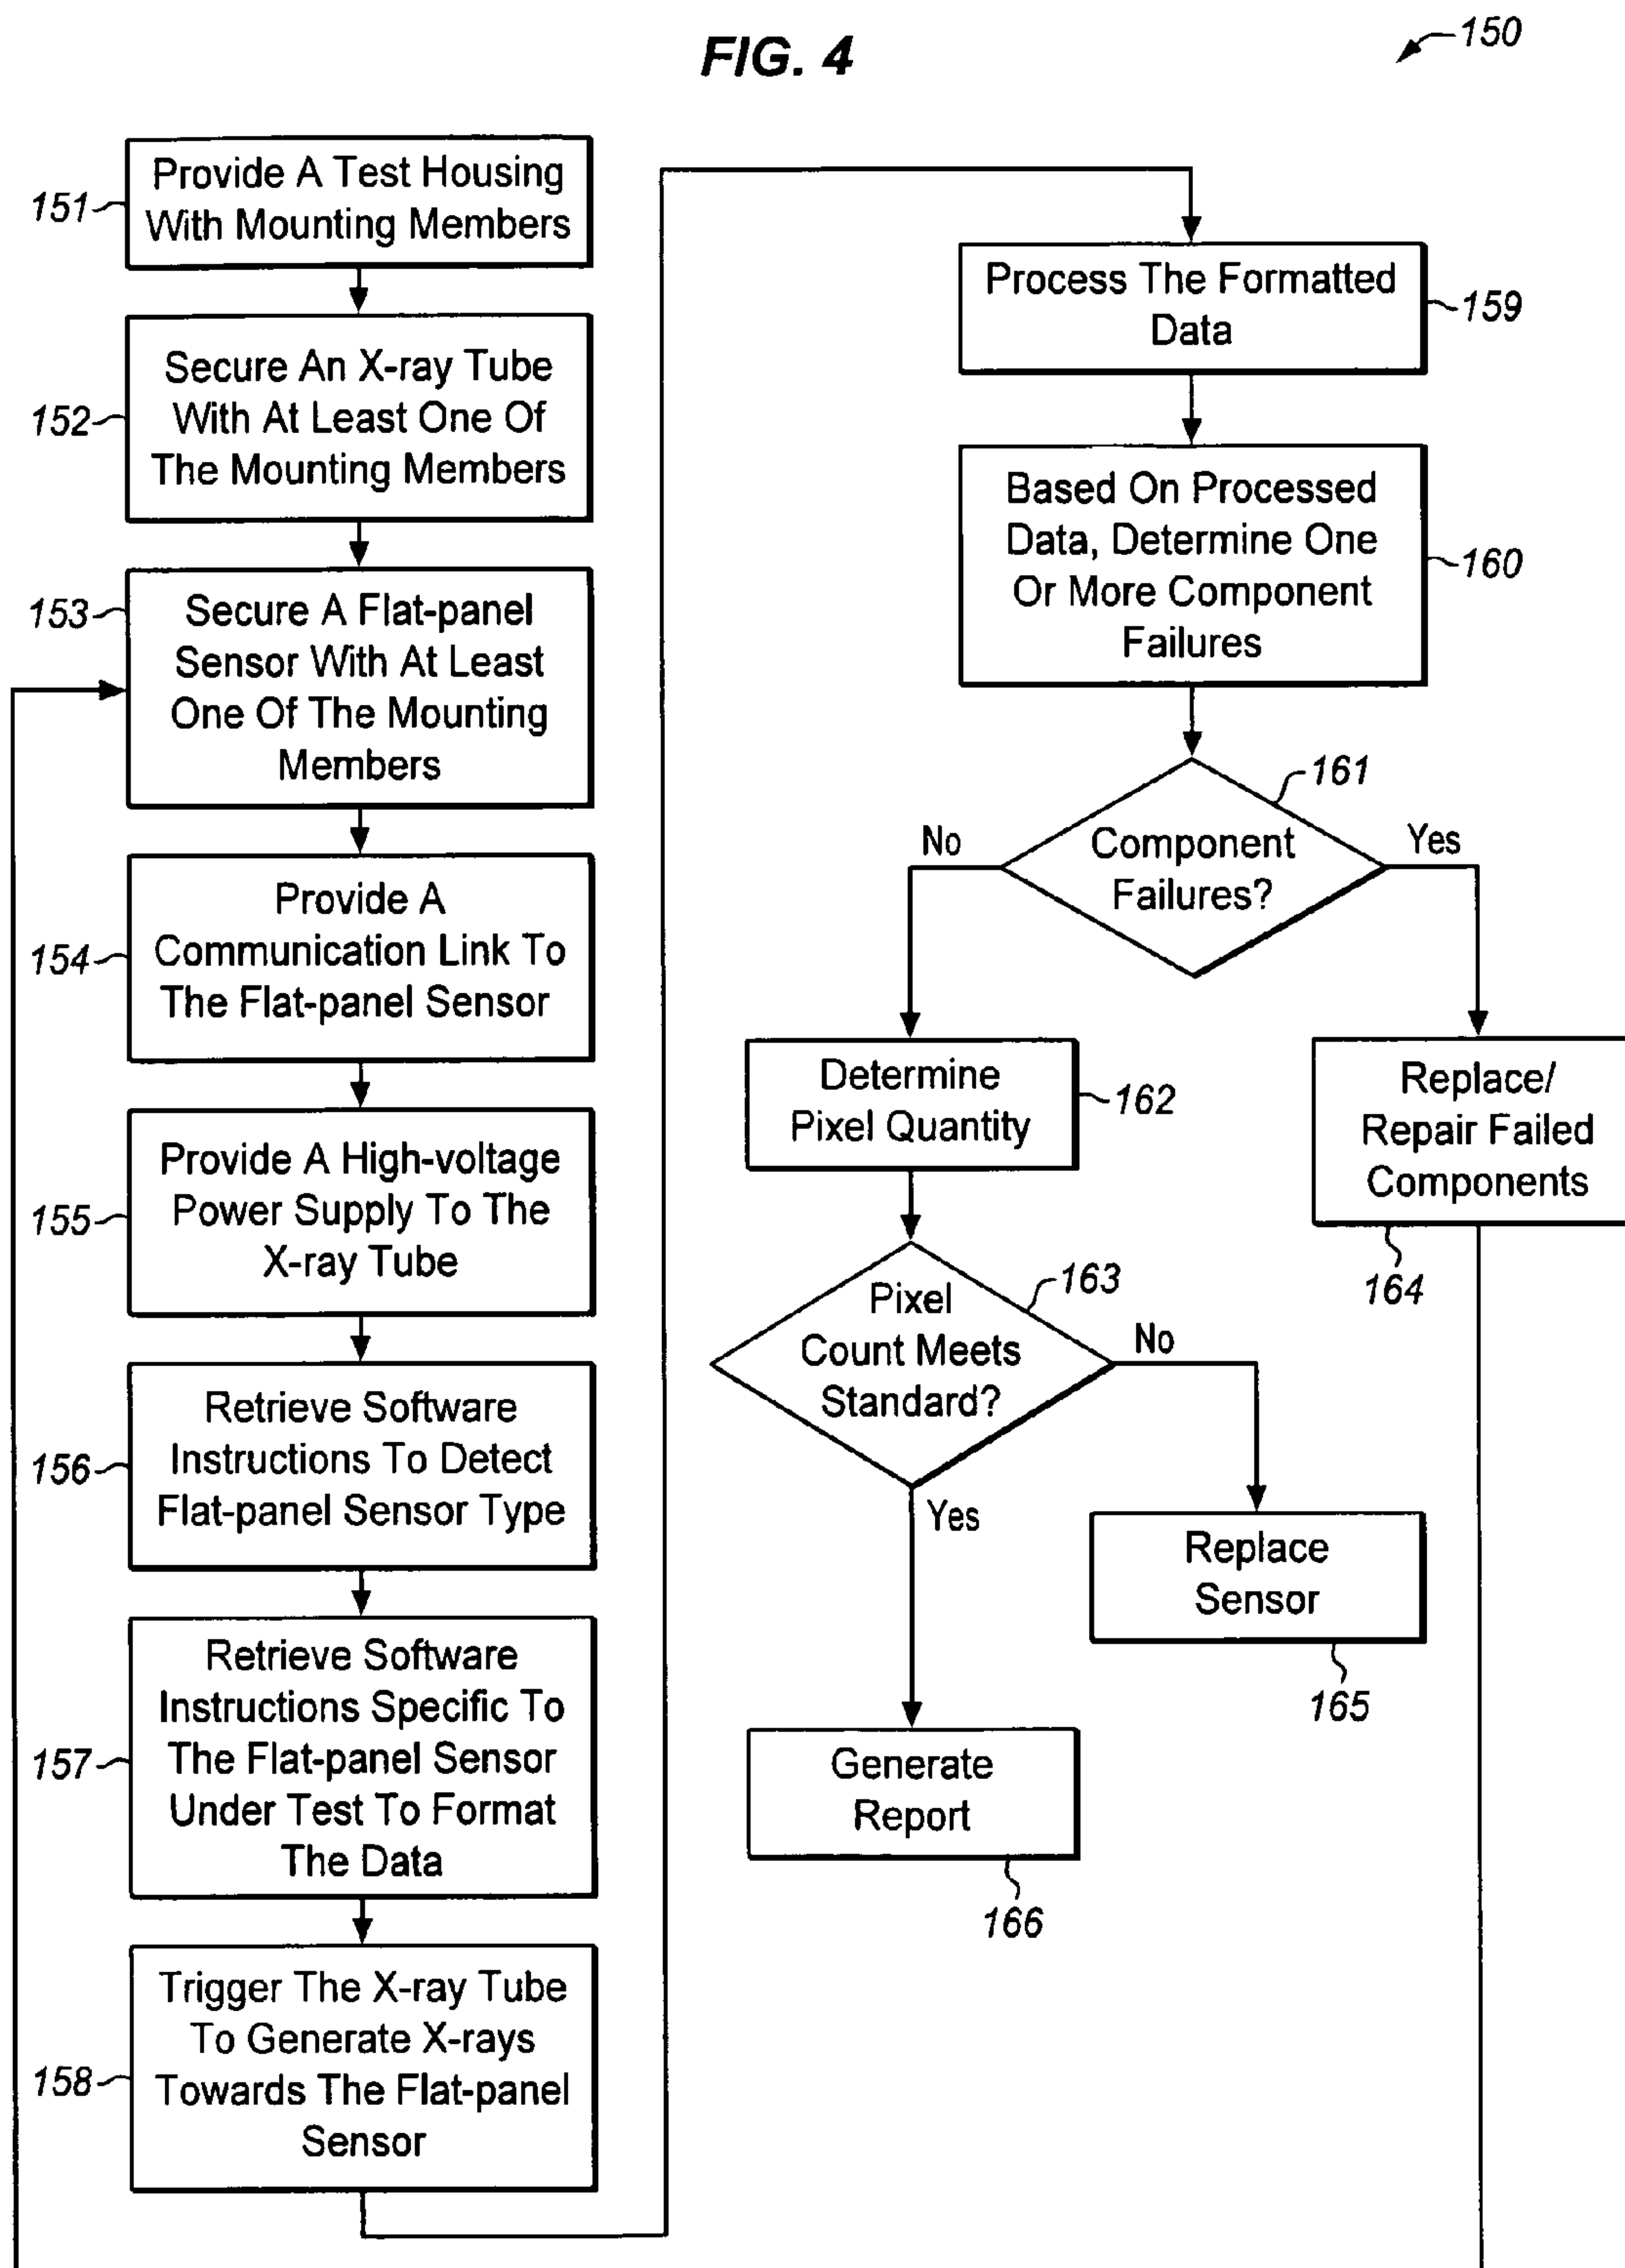 FIG. 4
150
151
Provide A Test Housing
With Mounting Members
152
Secure An X-ray Tube
With At Least One Of
The Mounting Members
153
Secure A Flat-panel
Sensor With At Least
One Of The Mounting
Members
154
Provide A
Communication Link To
The Flat-panel Sensor
155
Provide A High-voltage
Power Supply To The
X-ray Tube
156
Retrieve Software
Instructions To Detect
Flat-panel Sensor Type
157
Retrieve Software
Instructions Specific To
The Flat-panel Sensor
Under Test To Format
The Data
158
Trigger The X-ray Tube
To Generate X-rays
Towards The Flat-panel
Sensor
Process The Formatted
Data
159
Based On Processed
Data, Determine One
Or More Component
Failures
160
161
Component
Failures?
No
Yes
Determine
Pixel Quantity
162
Replace/
Repair Failed
Components
164
163
Pixel
Count Meets
Standard?
No
Yes
Replace
Sensor
165
Generate
Report
166